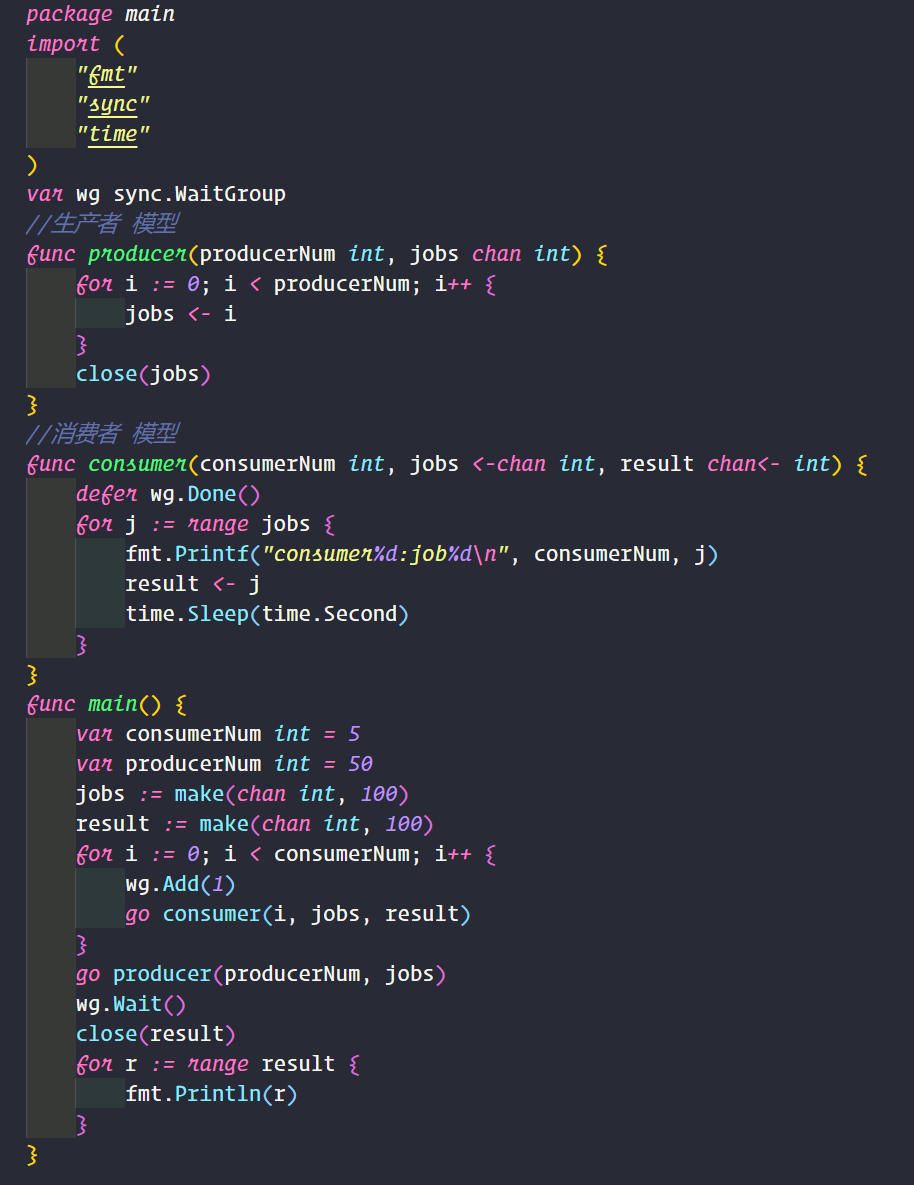 package main
import (
    "fmt"
    "sync"
    "time"
)
var wg sync.WaitGroup
//生产者 模型
func producer(producerNum int, jobs chan int) {
    for i := 0; i < producerNum; i++ {
        jobs <- i
    }
    close(jobs)
}
//消费者 模型
func consumer(consumerNum int, jobs <-chan int, result chan<- int) {
    defer wg.Done()
    for j := range jobs {
        fmt.Printf("consumer%d:job%d\n", consumerNum, j)
        result <- j
        time.Sleep(time.Second)
    }
}
func main() {
    var consumerNum int = 5
    var producerNum int = 50
    jobs := make(chan int, 100)
    result := make(chan int, 100)
    for i := 0; i < consumerNum; i++ {
        wg.Add(1)
        go consumer(i, jobs, result)
    }
    go producer(producerNum, jobs)
    wg.Wait()
    close(result)
    for r := range result {
        fmt.Println(r)
    }
}